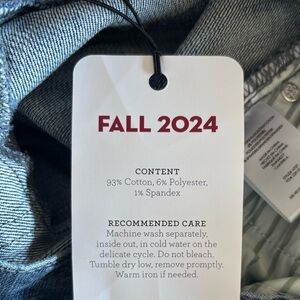 FALL 2024
CONTENT
93% Cotton, 6% Polyester,
1% Spandex
RECOMMENDED CARE
Machine wash separately,
inside out, in cold water on the
delicate cycle. Do not bleach.
Tumble dry low, remove promptly.
Warm iron if needed.